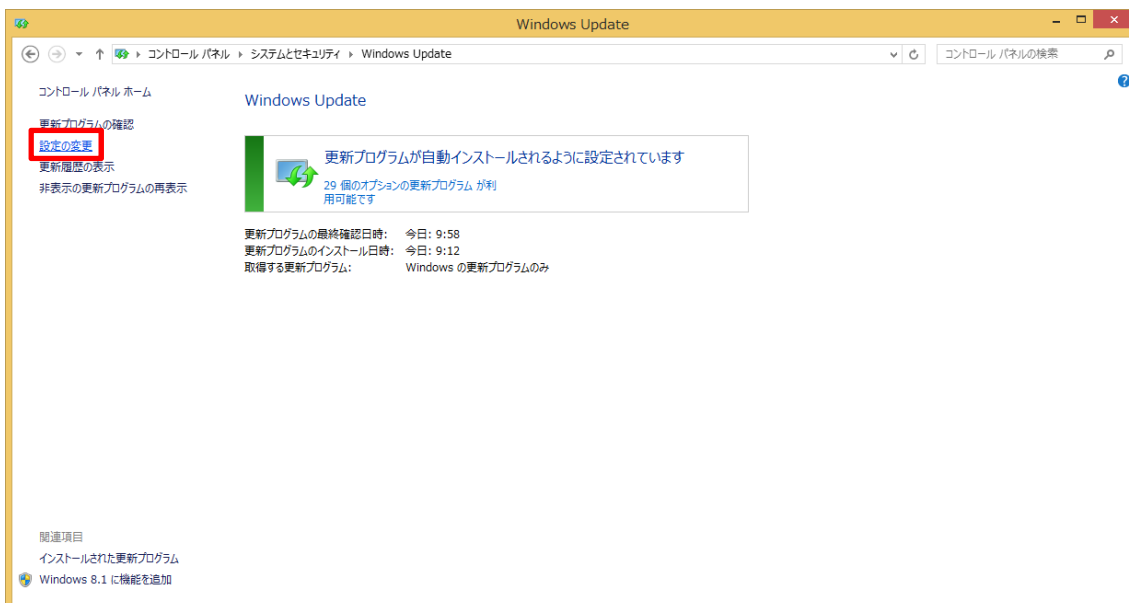 Windows Update
コントロール パネル ▸ システムとセキュリティ ▸ Windows Update
コントロール パネルの検索
コントロール パネル ホーム
更新プログラムの確認
設定の変更
更新履歴の表示
非表示の更新プログラムの再表示
Windows Update
更新プログラムが自動インストールされるように設定されています
29 個のオプションの更新プログラム が利
用可能です
更新プログラムの最終確認日時: 今日: 9:58
更新プログラムのインストール日時: 今日: 9:12
取得する更新プログラム: Windows の更新プログラムのみ
関連項目
インストールされた更新プログラム
Windows 8.1 に機能を追加